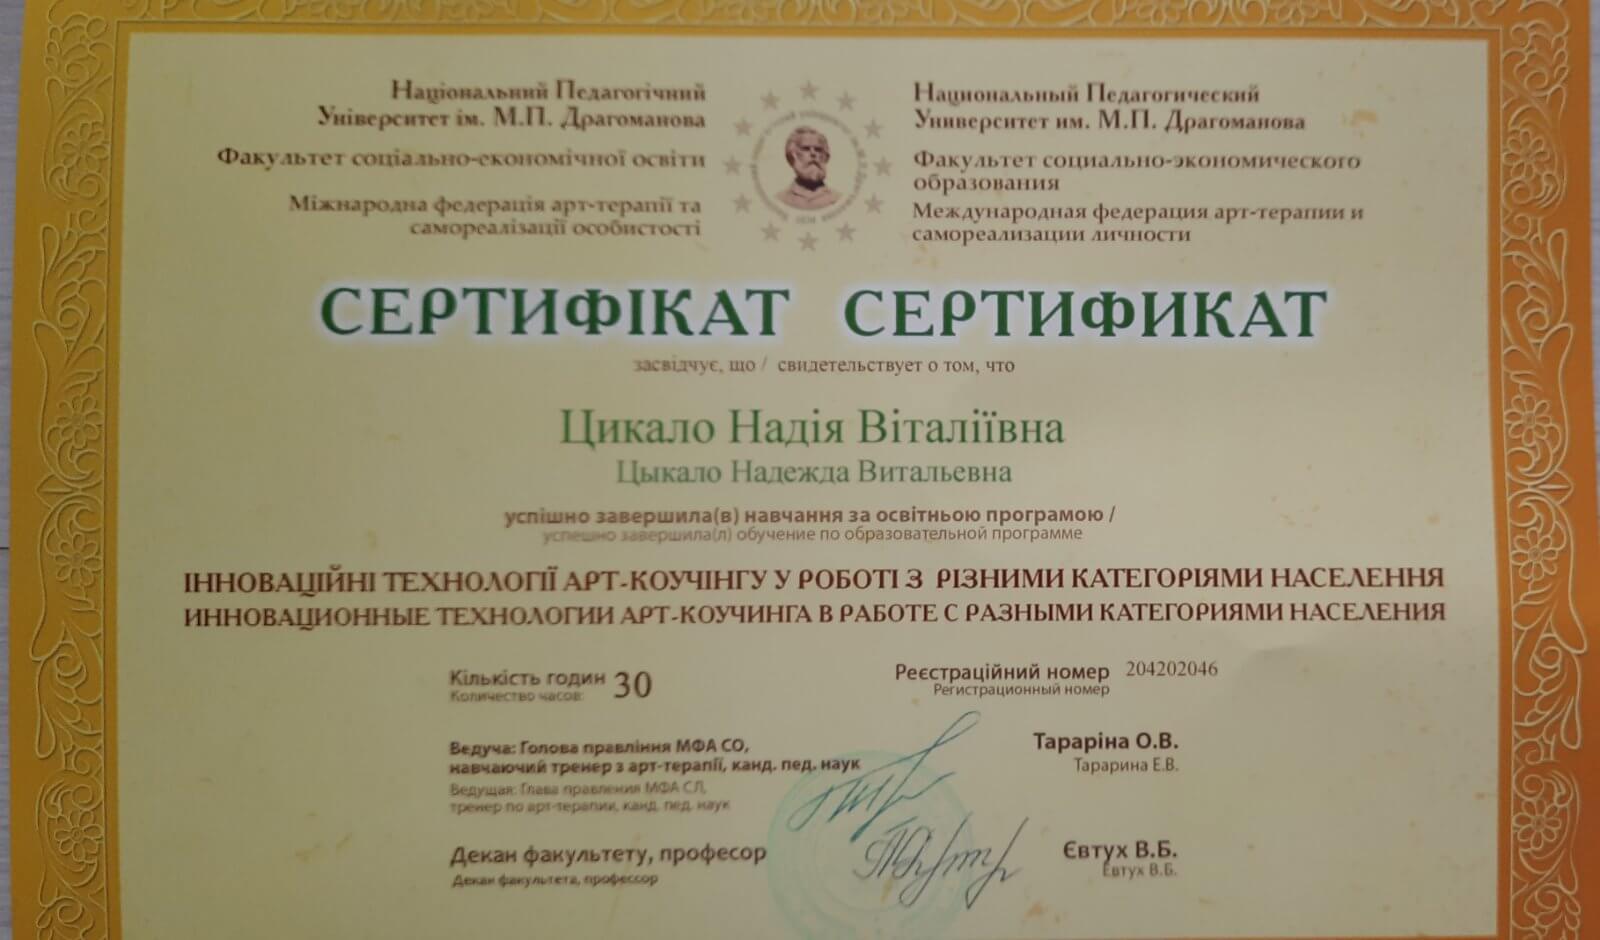 Національний Педагогічний
Університет ім. М.П. Драгоманова
Факультет соціально-економічної освіти
Міжнародна федерація арт-терапії та
самореалізації особистості
Национальный Педагогический
Университет им. М.П. Драгоманова
Факультет социально-экономического
образования
Международная федерация арт-терапии и
самореализации личности
СЕРТИФІКАТ СЕРТИФИКАТ
засвідчує, що / свидетельствует о том, что
Цикало Надія Віталіївна
Цыкало Надежда Витальевна
успішно завершила(в) навчання за освітньою програмою /
успешно завершила(л) обучение по образовательной программе
ІННОВАЦІЙНІ ТЕХНОЛОГІЇ АРТ-КОУЧІНГУ У РОБОТІ З РІЗНИМИ КАТЕГОРІЯМИ НАСЕЛЕННЯ
ИННОВАЦИОННЫЕ ТЕХНОЛОГИИ АРТ-КОУЧИНГА В РАБОТЕ С РАЗНЫМИ КАТЕГОРИЯМИ НАСЕЛЕНИЯ
Кількість годин 30
Количество часов:
Реєстраційний номер 204202046
Регистрационный номер
Ведуча: Голова правління МФА СО,
навчаючий тренер з арт-терапії, канд. пед. наук
Ведущая: Глава правления МФА СЛ,
тренер по арт-терапии, канд. пед. наук
Тараріна О.В.
Тарарина Е.В.
Декан факультету, професор
Декан факультета, профессор
Євтух В.Б.
Евтух В.Б.